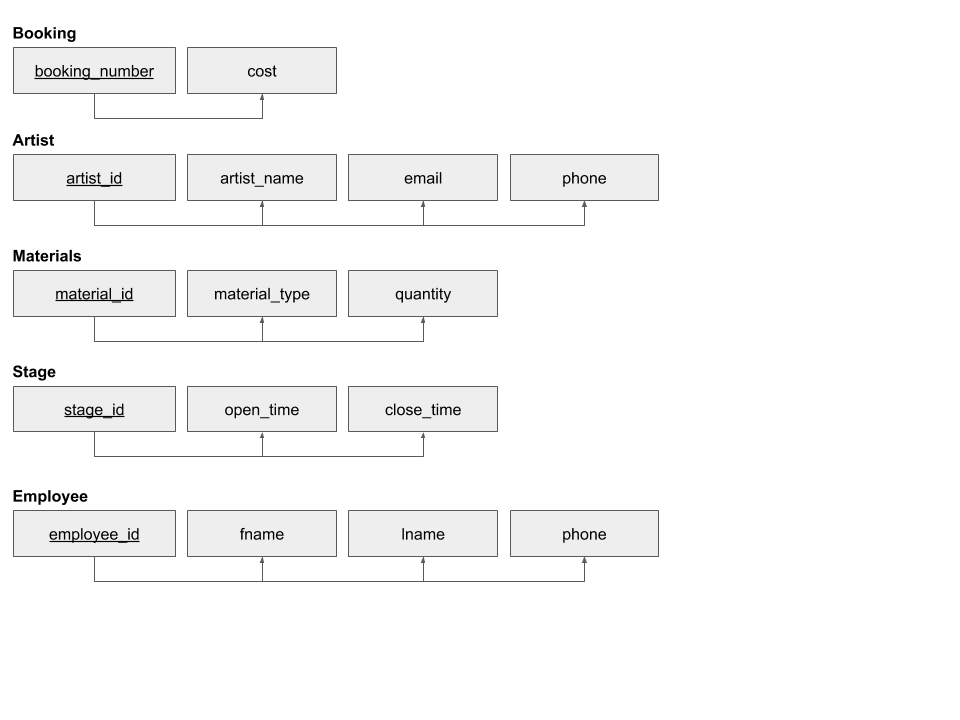 Booking
booking_number cost
Artist
artist_id artist_name email phone
Materials
material_id material_type quantity
Stage
stage_id open_time close_time
Employee
employee_id fname lname phone